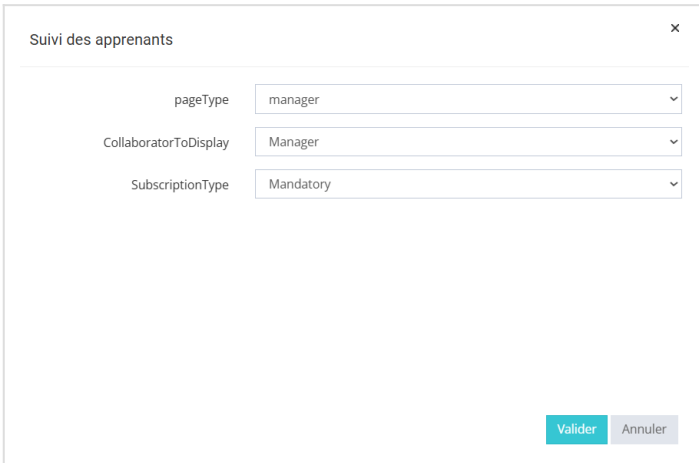 Suivi des apprenants
pageType manager
CollaboratorToDisplay Manager
SubscriptionType Mandatory
Valider Annuler